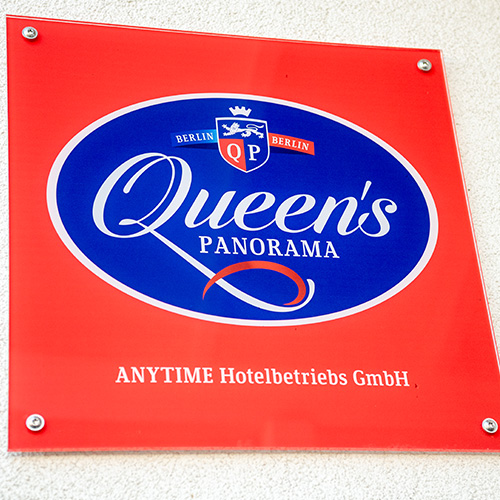 BERLIN BERLIN
QP
Queen's
PANORAMA
ANYTIME Hotelbetriebs GmbH